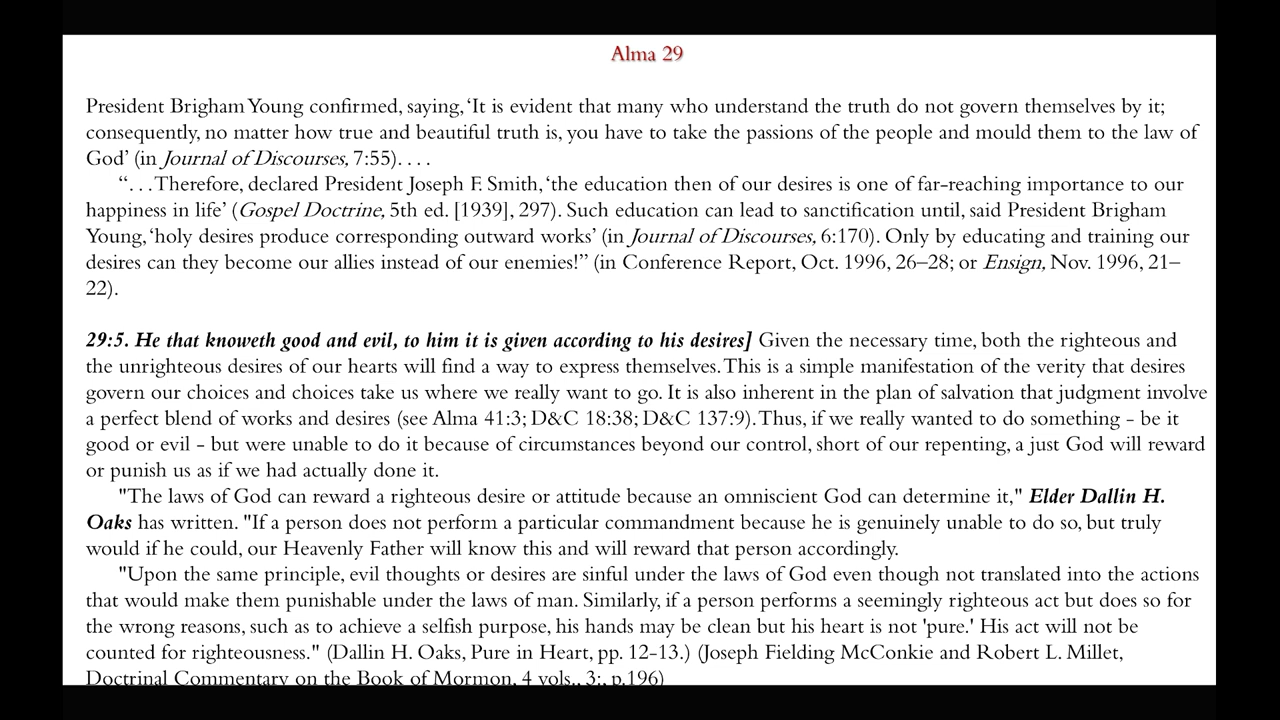 Alma 29
President Brigham Young confirmed, saying, ‘It is evident that many who understand the truth do not govern themselves by it;
consequently, no matter how true and beautiful truth is, you have to take the passions of the people and mould them to the law of
God’ (in Journal of Discourses, 7:55). . . .
“. . . Therefore, declared President Joseph F. Smith, ‘the education then of our desires is one of far-reaching importance to our
happiness in life’ (Gospel Doctrine, 5th ed. [1939], 297). Such education can lead to sanctification until, said President Brigham
Young, ‘holy desires produce corresponding outward works’ (in Journal of Discourses, 6:170). Only by educating and training our
desires can they become our allies instead of our enemies!” (in Conference Report, Oct. 1996, 26–28; or Ensign, Nov. 1996, 21–
22).
29:5. He that knoweth good and evil, to him it is given according to his desires] Given the necessary time, both the righteous and
the unrighteous desires of our hearts will find a way to express themselves. This is a simple manifestation of the verity that desires
govern our choices and choices take us where we really want to go. It is also inherent in the plan of salvation that judgment involve
a perfect blend of works and desires (see Alma 41:3; D&C 18:38; D&C 137:9). Thus, if we really wanted to do something - be it
good or evil - but were unable to do it because of circumstances beyond our control, short of our repenting, a just God will reward
or punish us as if we had actually done it.
"The laws of God can reward a righteous desire or attitude because an omniscient God can determine it," Elder Dallin H.
Oaks has written. "If a person does not perform a particular commandment because he is genuinely unable to do so, but truly
would if he could, our Heavenly Father will know this and will reward that person accordingly.
"Upon the same principle, evil thoughts or desires are sinful under the laws of God even though not translated into the actions
that would make them punishable under the laws of man. Similarly, if a person performs a seemingly righteous act but does so for
the wrong reasons, such as to achieve a selfish purpose, his hands may be clean but his heart is not 'pure.' His act will not be
counted for righteousness." (Dallin H. Oaks, Pure in Heart, pp. 12-13.) (Joseph Fielding McConkie and Robert L. Millet,
Doctrinal Commentary on the Book of Mormon, 4 vols., 3:, p.196)